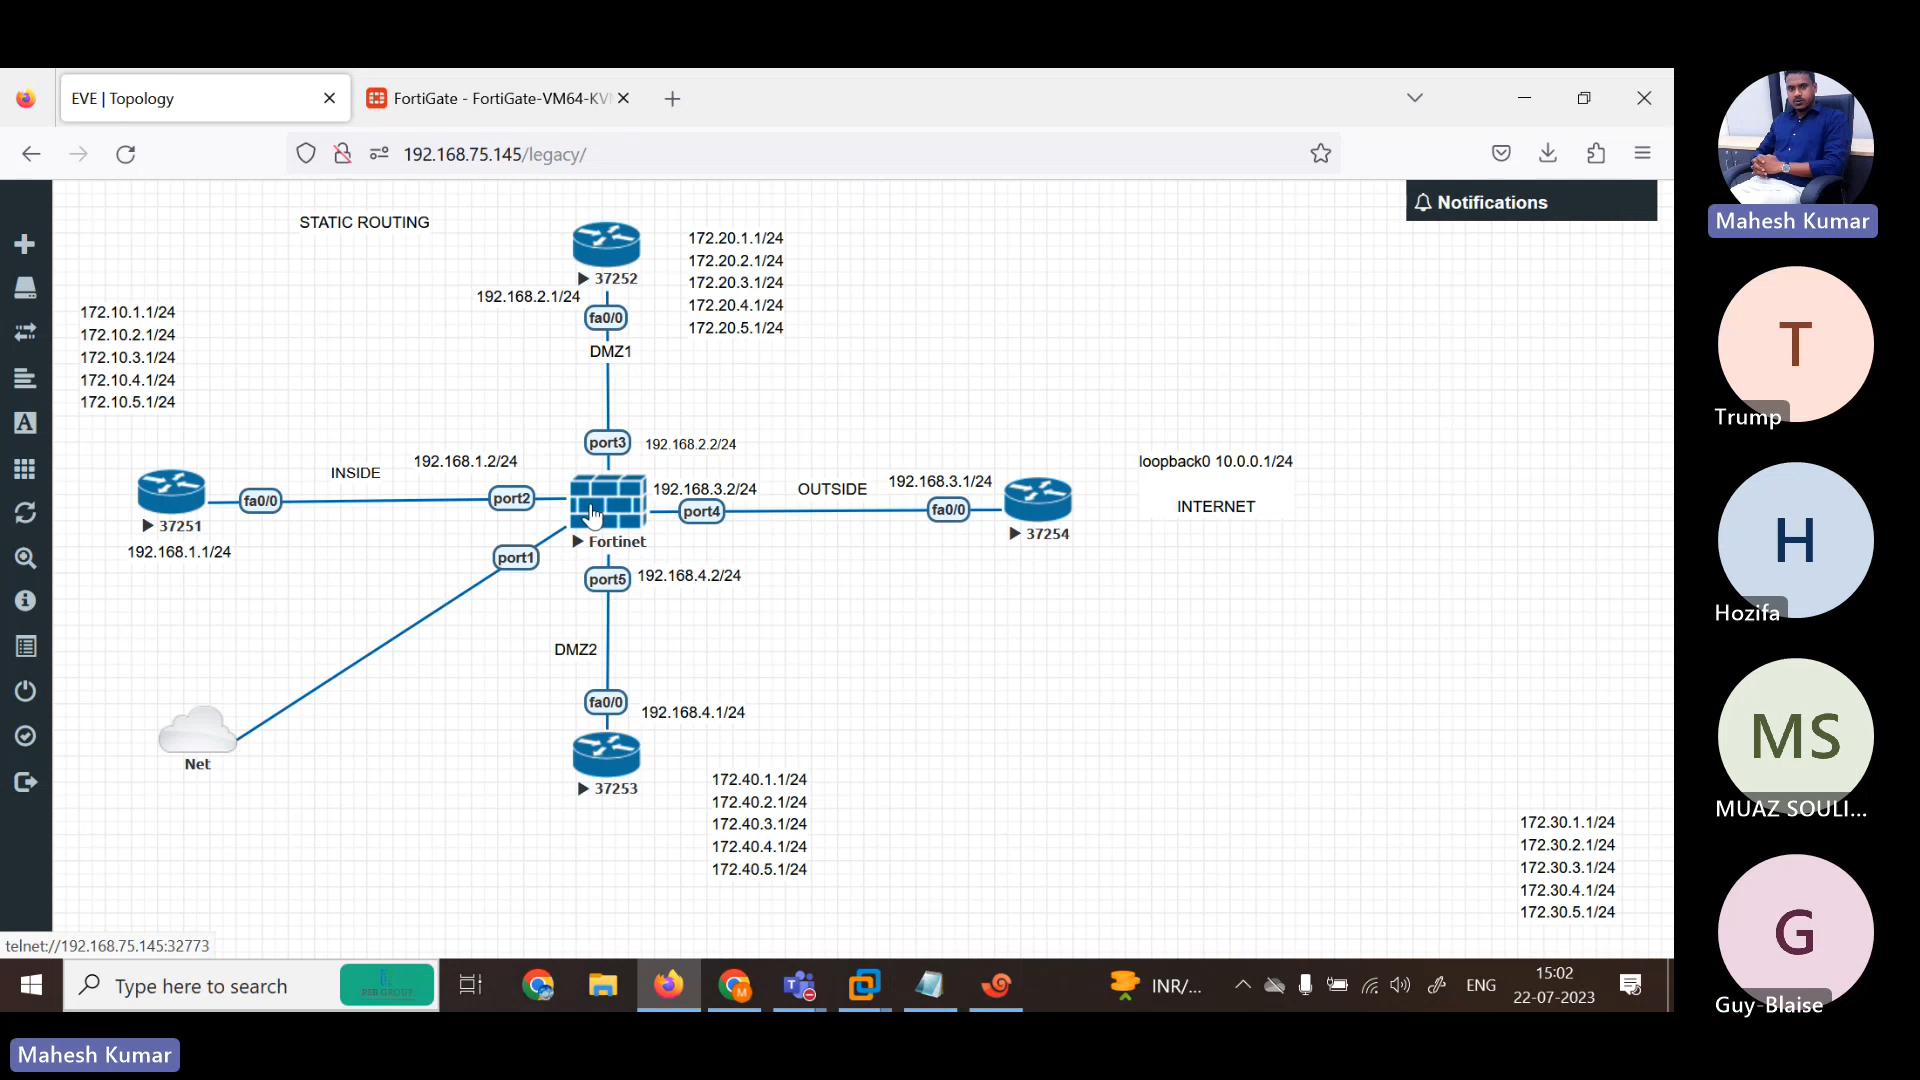 EVE | Topology
FortiGate - FortiGate-VM64-KV
192.168.75.145/legacy/
Notifications
STATIC ROUTING
37252
192.168.2.1/24
fa0/0
DMZ1
172.20.1.1/24
172.20.2.1/24
172.20.3.1/24
172.20.4.1/24
172.20.5.1/24
172.10.1.1/24
172.10.2.1/24
172.10.3.1/24
172.10.4.1/24
172.10.5.1/24
port3
192.168.2.2/24
INSIDE
192.168.1.2/24
fa0/0
port2
37251
192.168.1.1/24
192.168.3.2/24
port4
OUTSIDE
192.168.3.1/24
fa0/0
37254
loopback0 10.0.0.1/24
INTERNET
Fortinet
port1
port5
192.168.4.2/24
DMZ2
fa0/0
192.168.4.1/24
37253
Net
172.40.1.1/24
172.40.2.1/24
172.40.3.1/24
172.40.4.1/24
172.40.5.1/24
172.30.1.1/24
172.30.2.1/24
172.30.3.1/24
172.30.4.1/24
172.30.5.1/24
telnet://192.168.75.145:32773
Type here to search
PSB GROUP
INR/...
ENG
15:02
22-07-2023
Mahesh Kumar
Mahesh Kumar
T
Trump
H
Hozifa
MS
MUAZ SOULI...
G
Guy-Blaise